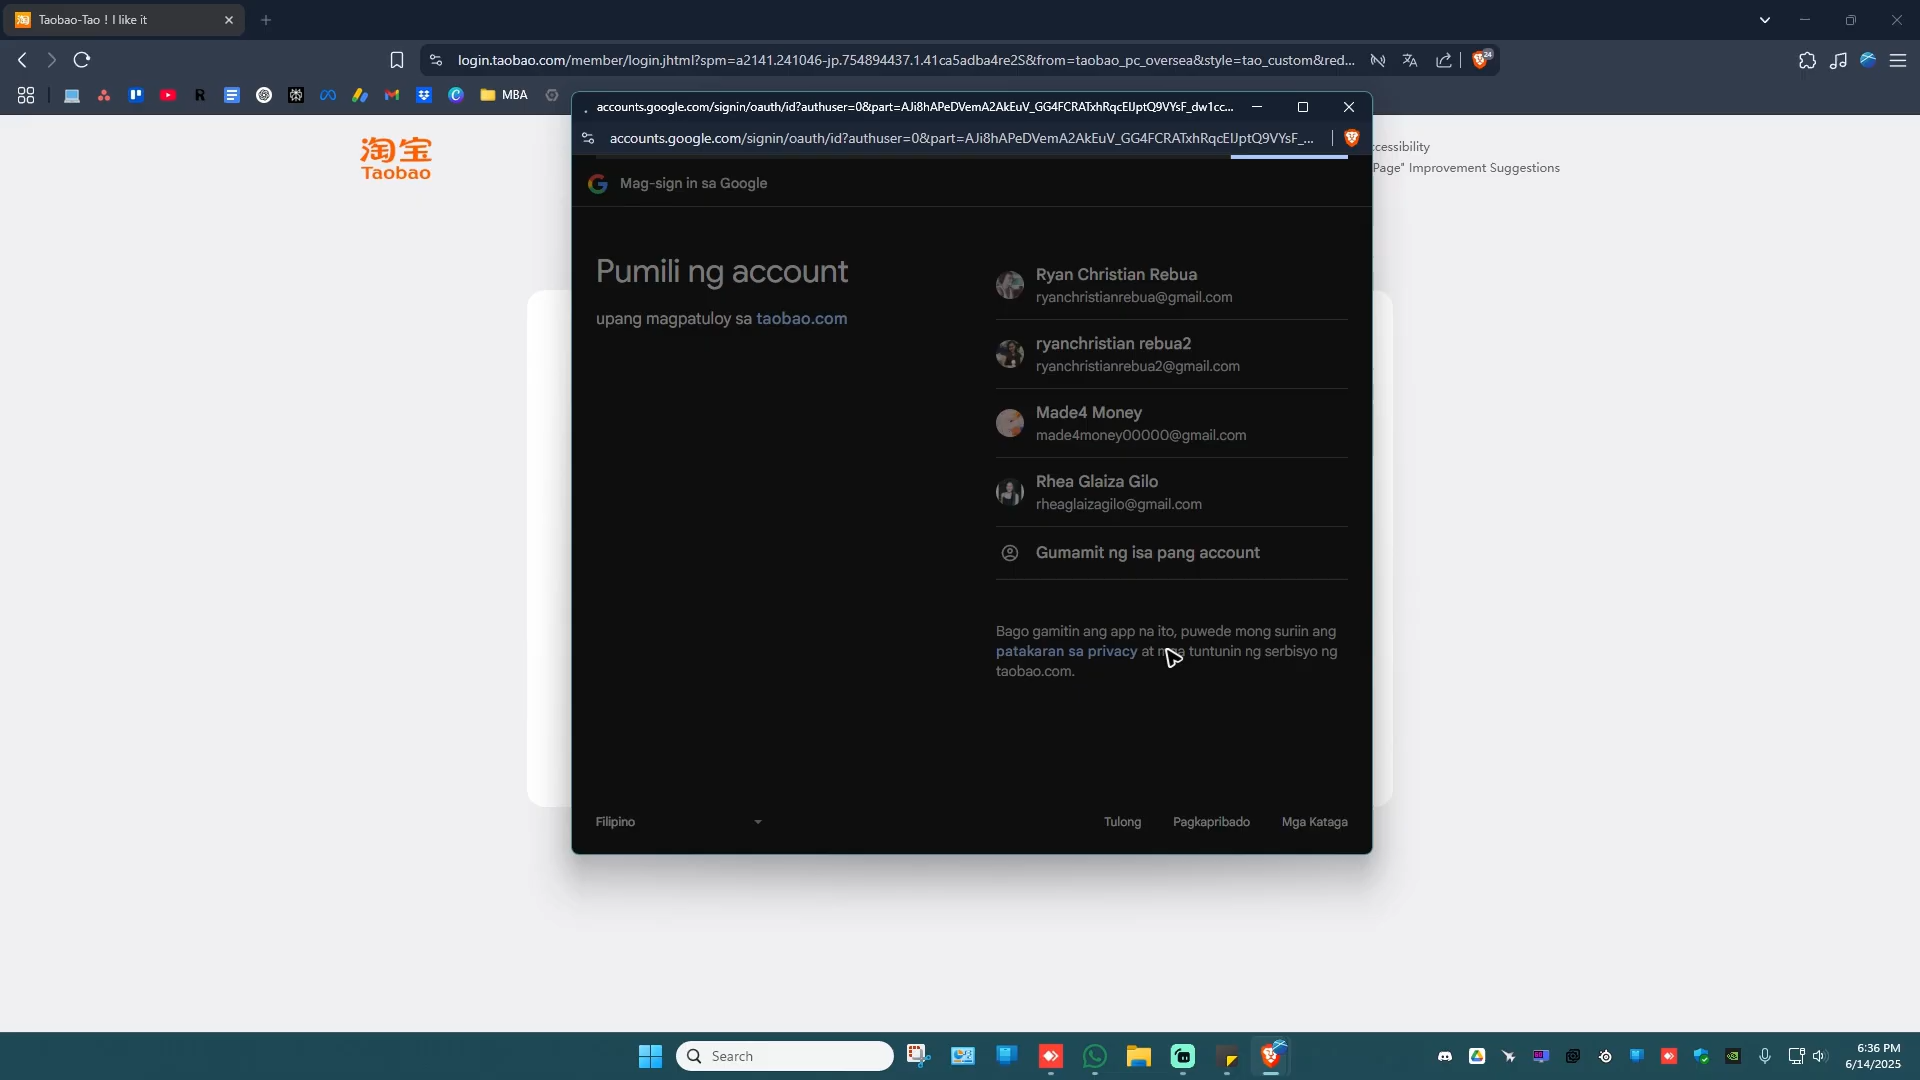 Taobao-Tao！I like it
login.taobao.com/member/login.jhtml?spm=a2141.241046-jp.754894437.1.41ca5adba4re2S&from=taobao_pc_oversea&style=tao_custom&red...
24
MBA
accounts.google.com/signin/oauth/id?authuser=0&part=AJi8hAPeDVemA2AkEuV_GG4FCRATxhRqcEIJptQ9VYsF_dw1cc...
accounts.google.com/signin/oauth/id?authuser=0&part=AJi8hAPeDVemA2AkEuV_GG4FCRATxhRqcEIJptQ9VYsF_...
淘宝
Taobao
ccessibility
Page" Improvement Suggestions
Mag-sign in sa Google
Pumili ng account
upang magpatuloy sa taobao.com
Ryan Christian Rebua
ryanchristianrebua@gmail.com
ryanchristian rebua2
ryanchristianrebua2@gmail.com
Made4 Money
made4money00000@gmail.com
Rhea Glaiza Gilo
rheaglaizagilo@gmail.com
Gumamit ng isa pang account
Bago gamitin ang app na ito, puwede mong suriin ang
patakaran sa privacy at mga tuntunin ng serbisyo ng
taobao.com.
Filipino
Tulong
Pagkapribado
Mga Kataga
Search
6:36 PM
6/14/2025